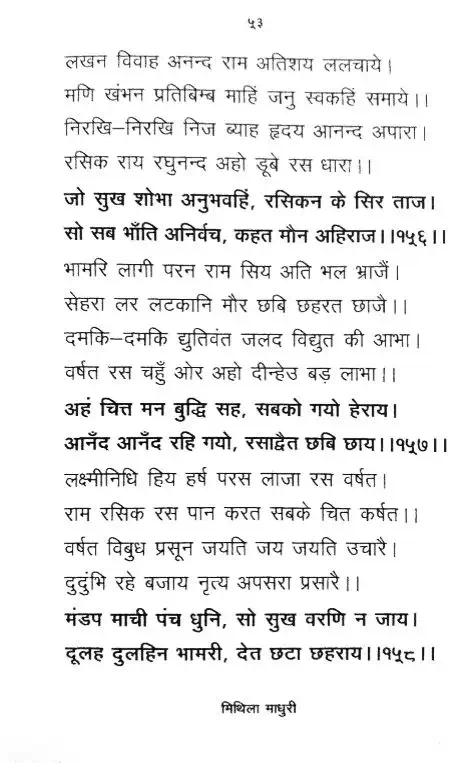 ५३
लखन विवाह अनन्द राम अतिशय ललचाये।
मणि खंभन प्रतिबिम्ब माहिं जनु स्वकहिं समाये।।
निरखि–निरखि निज ब्याह हृदय आनन्द अपारा।
रसिक राय रघुनन्द अहो डूबे रस धारा।।
जो सुख शोभा अनुभवहिं, रसिकन के सिर ताज।
सो सब भाँति अनिर्वच, कहत मौन अहिराज।।१५६।।
भामरि लागी परन राम सिय अति भल भ्राजैं।
सेहरा लर लटकानि मौर छबि छहरत छाजै।।
दमकि–दमकि द्युतिवंत जलद विद्युत की आभा।
वर्षत रस चहुँ ओर अहो दीन्हेउ बड़ लाभा।।
अहं चित्त मन बुद्धि सह, सबको गयो हेराय।
आनँद आनँद रहि गयो, रसाद्वैत छबि छाय।।१५७।।
लक्ष्मीनिधि हिय हर्ष परस लाजा रस वर्षत।
राम रसिक रस पान करत सबके चित कर्षत।।
वर्षत विबुध प्रसून जयति जय जयति उचारै।
दुदुंभि रहे बजाय नृत्य अपसरा प्रसारै।।
मंडप माची पंच धुनि, सो सुख वरणि न जाय।
दूलह दुलहिन भामरी, देत छटा छहराय।।१५८।।
मिथिला माधुरी